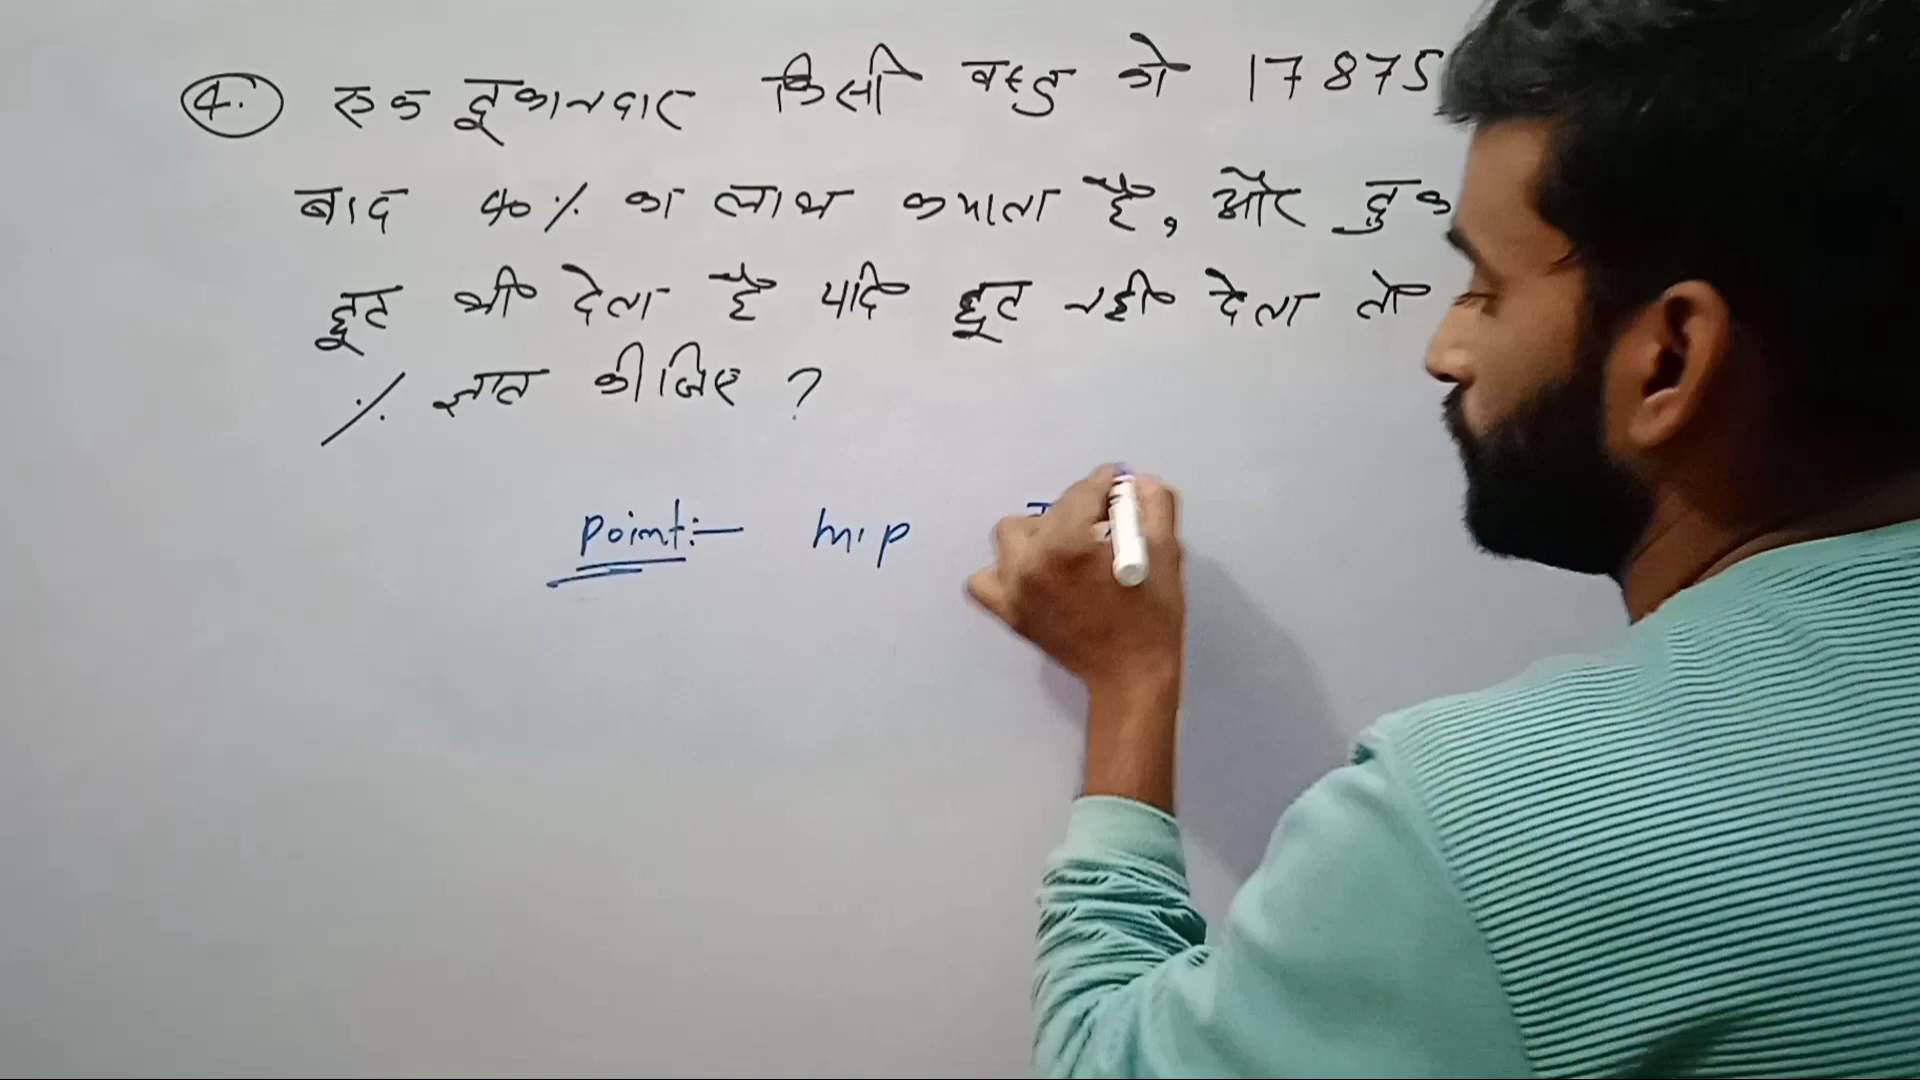 4. एक दुकानदार किसी वस्तु को 17875
बाद 40% का लाभ कमाता है, और
छूट भी देता है यदि छूट नही देता तो
% ज्ञात कीजिए ?
Point:- m.p